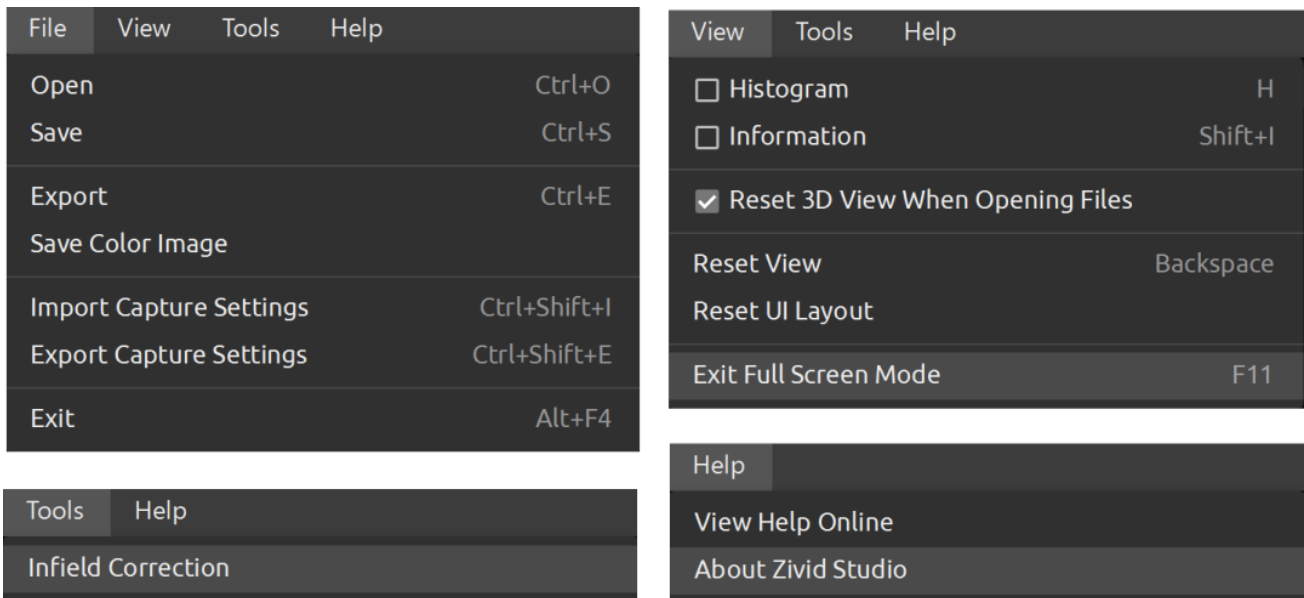 File View Tools Help
Open Ctrl+O
Save Ctrl+S
Export Ctrl+E
Save Color Image
Import Capture Settings Ctrl+Shift+I
Export Capture Settings Ctrl+Shift+E
Exit Alt+F4
View Tools Help
Histogram H
Information Shift+I
Reset 3D View When Opening Files
Reset View Backspace
Reset UI Layout
Exit Full Screen Mode F11
Tools Help
Infield Correction
Help
View Help Online
About Zivid Studio